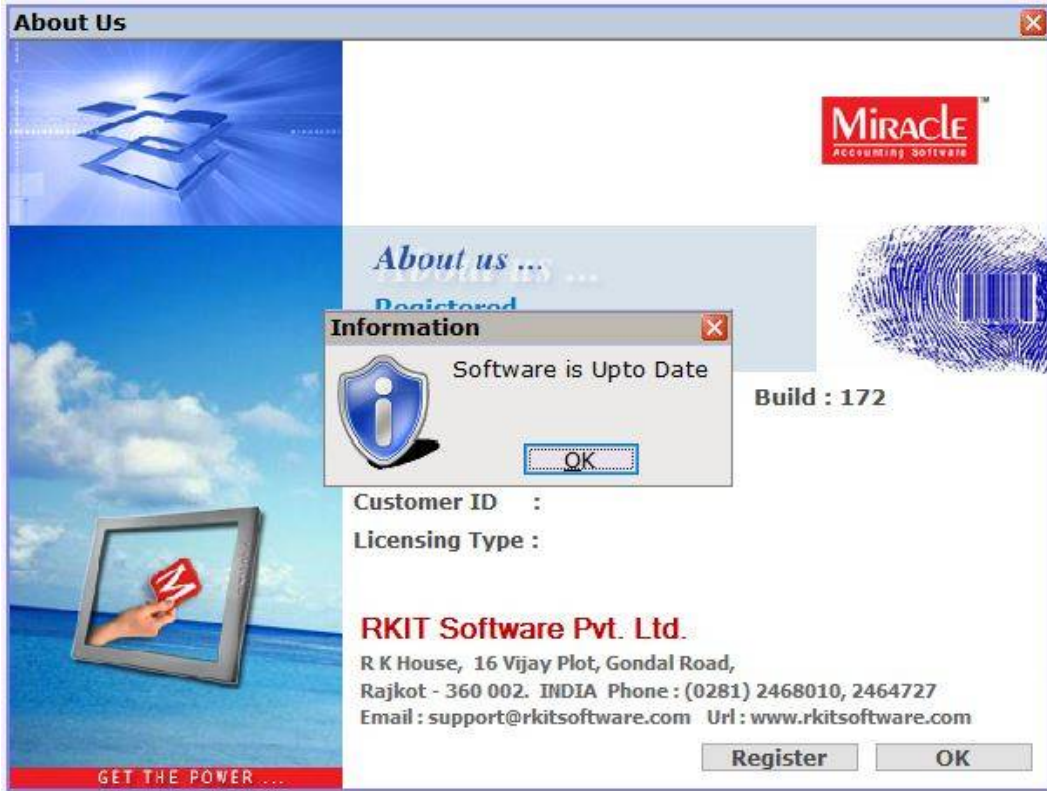 About Us
MIRACLE™
Accounting Software
About us ...
Registered
Information
Software is Upto Date
OK
Build : 172
Customer ID :
Licensing Type :
RKIT Software Pvt. Ltd.
R K House, 16 Vijay Plot, Gondal Road,
Rajkot - 360 002. INDIA Phone : (0281) 2468010, 2464727
Email : support@rkitsoftware.com Url : www.rkitsoftware.com
Register OK
GET THE POWER ...